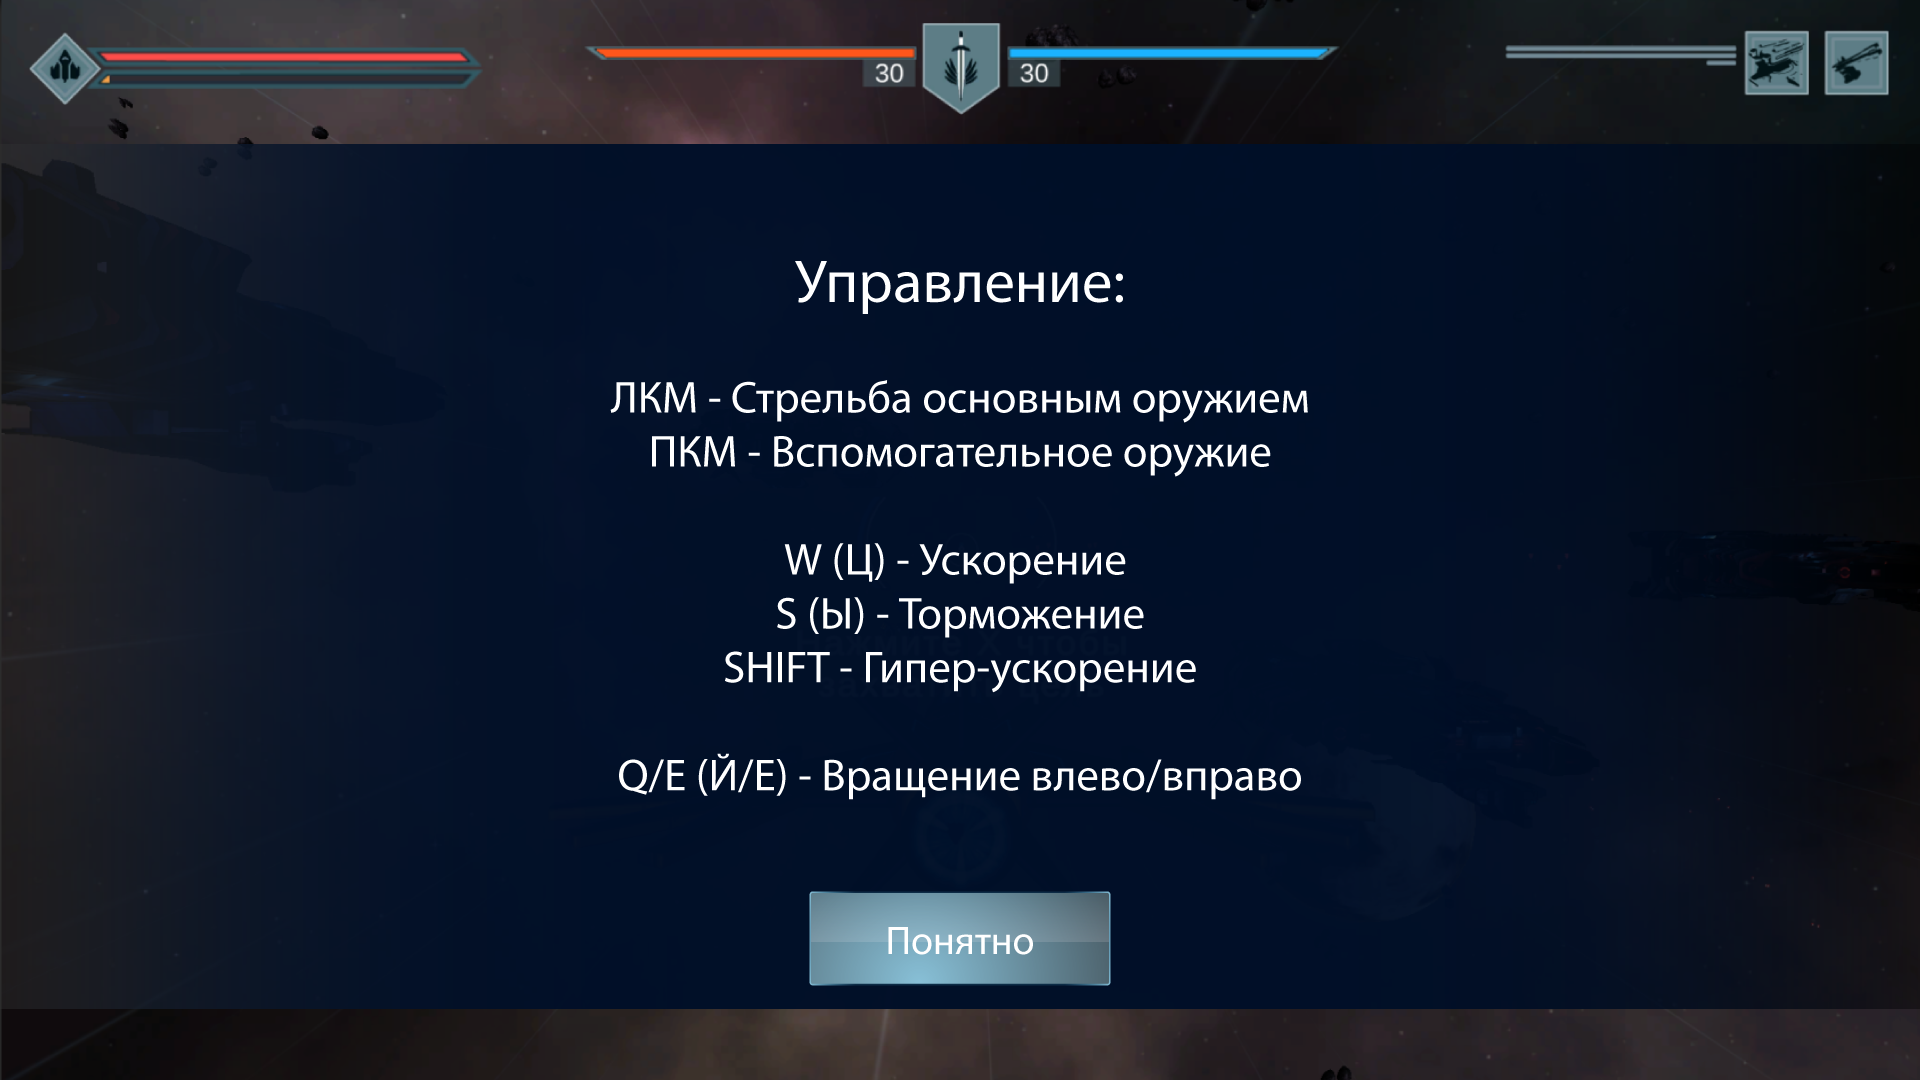 30
30
Управление:
ЛКМ - Стрельба основным оружием
ПКМ - Вспомогательное оружие
W (Ц) - Ускорение
S (Ы) - Торможение
SHIFT - Гипер-ускорение
Q/E (Й/Е) - Вращение влево/вправо
Понятно